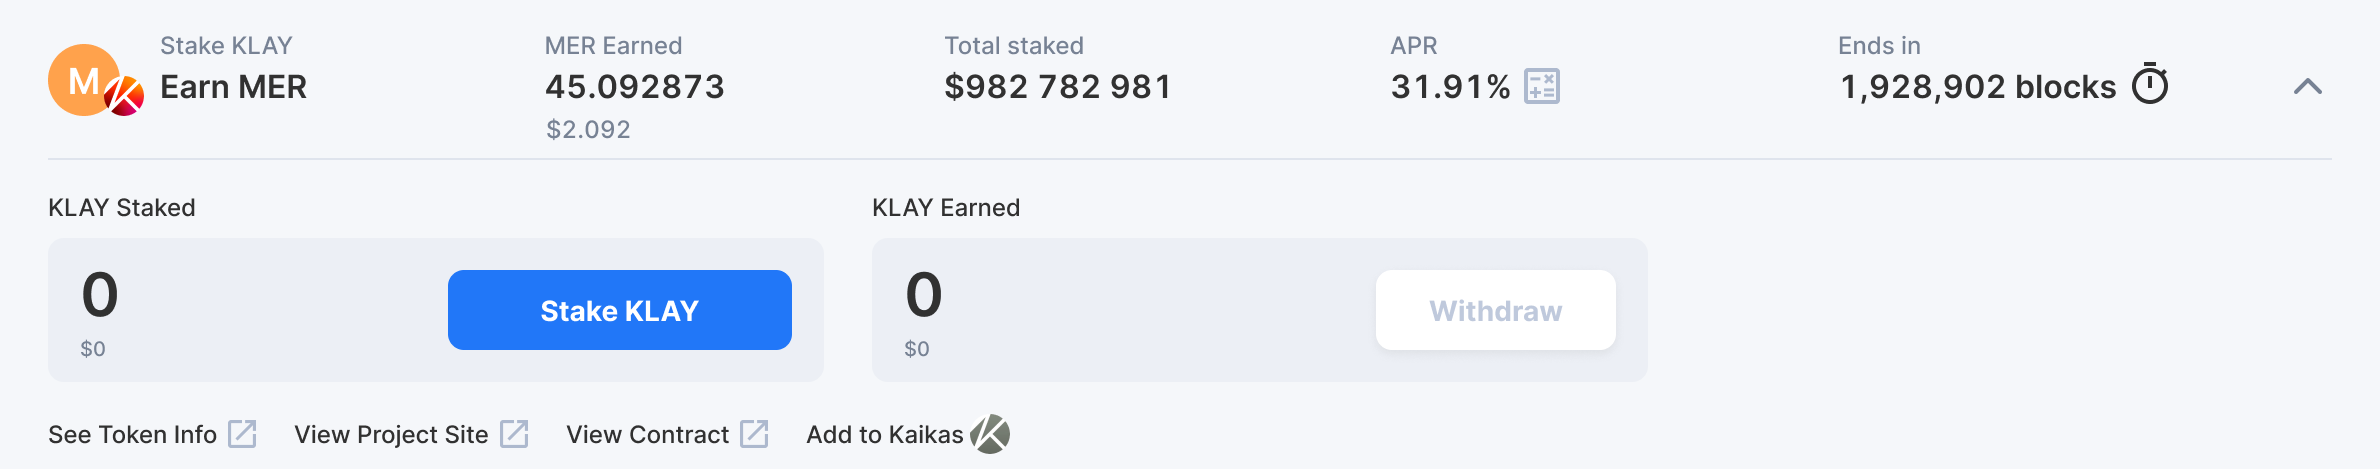 M
Stake KLAY
Earn MER
MER Earned
45.092873
$2.092
Total staked
$982 782 981
APR
31.91%
Ends in
1,928,902 blocks
KLAY Staked
0
$0
Stake KLAY
KLAY Earned
0
$0
Withdraw
See Token Info
View Project Site
View Contract
Add to Kaikas